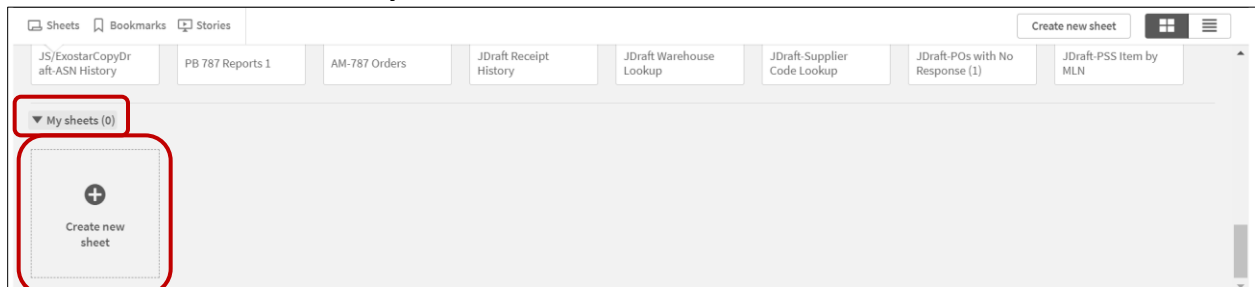 Sheets Bookmarks Stories Create new sheet
JS/ExostarCopyDr
aft-ASN History
PB 787 Reports 1
AM-787 Orders
JDraft Receipt
History
JDraft Warehouse
Lookup
JDraft-Supplier
Code Lookup
JDraft-POs with No
Response (1)
JDraft-PSS Item by
MLN
My sheets (0)
Create new
sheet